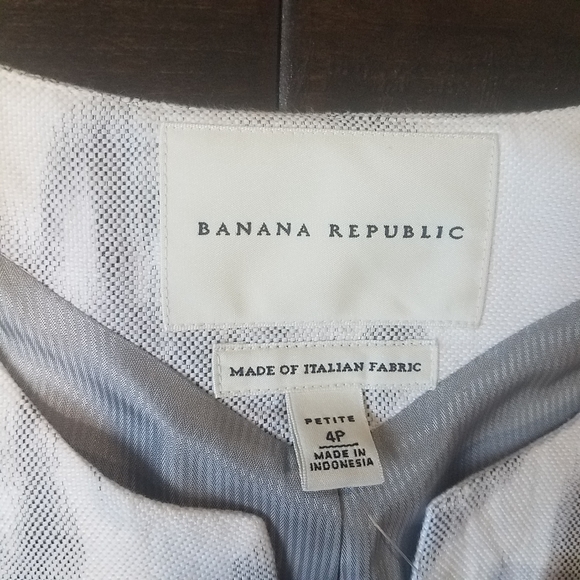 BANANA REPUBLIC
MADE OF ITALIAN FABRIC
PETITE
4P
MADE IN
INDONESIA